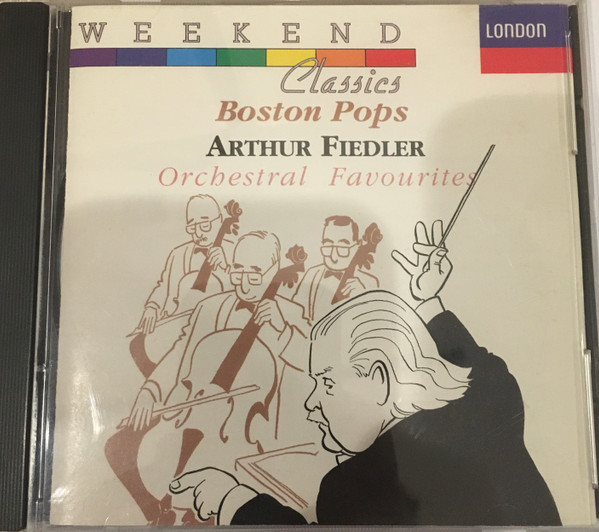 WEEKEND
LONDON
Classics
Boston Pops
ARTHUR FIEDLER
Orchestral Favourites